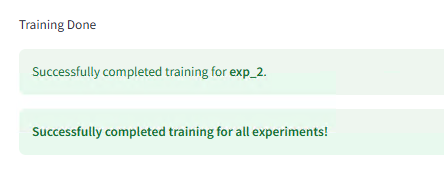 Training Done
Successfully completed training for exp_2.
Successfully completed training for all experiments!